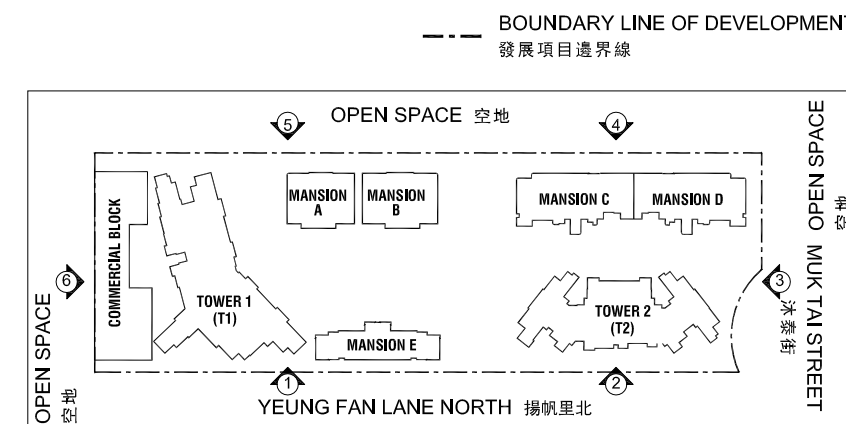 BOUNDARY LINE OF DEVELOPMENT
發展項目邊界線
5
OPEN SPACE 空地
4
MANSION
A
MANSION
B
MANSION C
MANSION D
COMMERCIAL BLOCK
TOWER 1
(T1)
TOWER 2
(T2)
MANSION E
6
OPEN SPACE
空地
3
MUK TAI STREET
沐泰街
OPEN SPACE
空地
1
2
YEUNG FAN LANE NORTH 揚帆里北